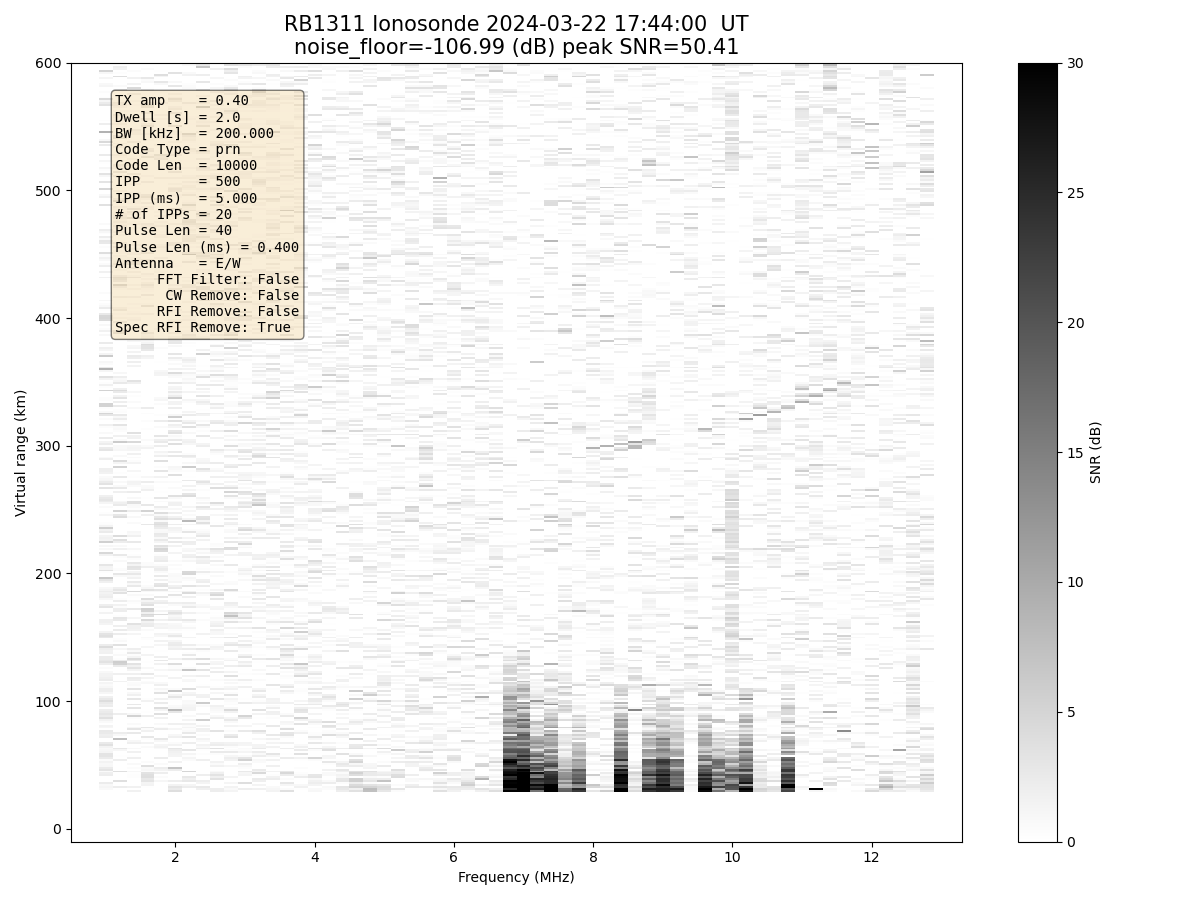 RB1311 Ionosonde 2024-03-22 17:44:00  UT
noise_floor=-106.99 (dB) peak SNR=50.41
TX amp    = 0.40
Dwell [s] = 2.0
BW [kHz]  = 200.000
Code Type = prn
Code Len  = 10000
IPP       = 500
IPP (ms)  = 5.000
# of IPPs = 20
Pulse Len = 40
Pulse Len (ms) = 0.400
Antenna   = E/W
FFT Filter: False
CW Remove: False
RFI Remove: False
Spec RFI Remove: True
600
500
400
300
200
100
0
Virtual range (km)
2
4
6
8
10
12
Frequency (MHz)
30
25
20
15
10
5
0
SNR (dB)